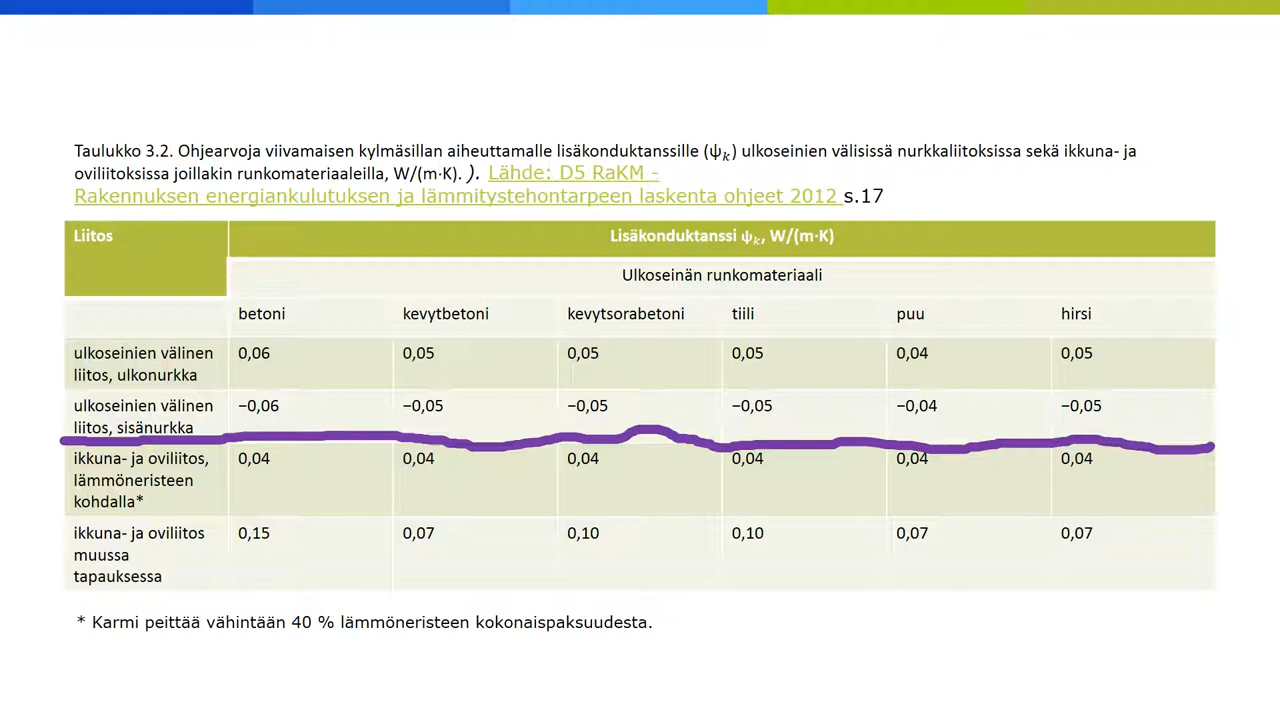 Taulukko 3.2. Ohjearvoja viivamaisen kylmäsillan aiheuttamalle lisäkonduktanssille (ψₖ) ulkoseinien välisissä nurkkaliitoksissa sekä ikkuna- ja
oviliitoksissa joillakin runkomateriaaleilla, W/(m·K). ). Lähde: D5 RaKM -
Rakennuksen energiankulutuksen ja lämmitystehontarpeen laskenta ohjeet 2012 s.17
Liitos Lisäkonduktanssi ψₖ, W/(m·K)
Ulkoseinän runkomateriaali
betoni kevytbetoni kevytsorabetoni tiili puu hirsi
ulkoseinien välinen 0,06 0,05 0,05 0,05 0,04 0,05
liitos, ulkonurkka
ulkoseinien välinen −0,06 −0,05 −0,05 −0,05 −0,04 −0,05
liitos, sisänurkka
ikkuna- ja oviliitos, 0,04 0,04 0,04 0,04 0,04 0,04
lämmöneristeen
kohdalla*
ikkuna- ja oviliitos 0,15 0,07 0,10 0,10 0,07 0,07
muussa
tapauksessa
* Karmi peittää vähintään 40 % lämmöneristeen kokonaispaksuudesta.